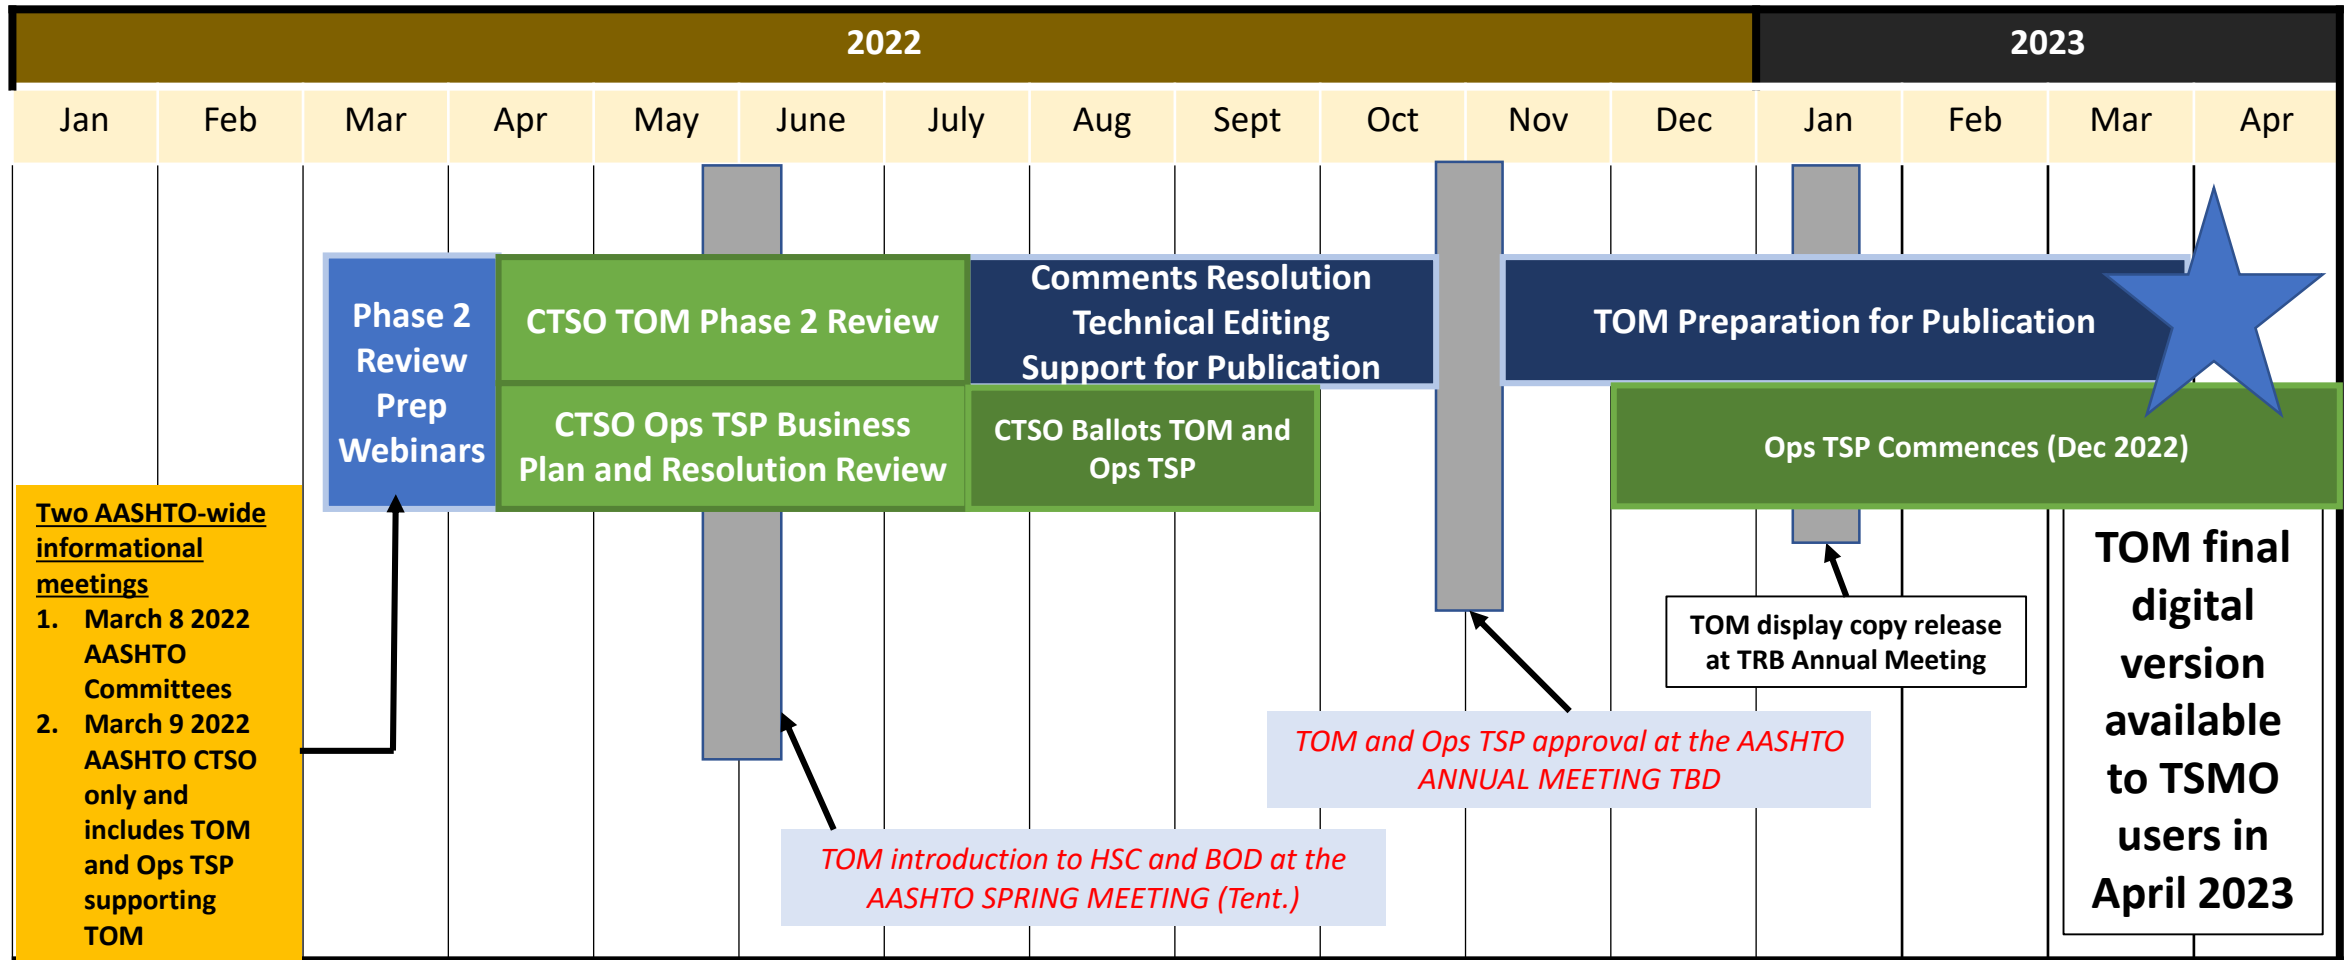 2022
2023
Jan
Feb
Mar
Apr
May
June
July
Aug
Sept
Oct
Nov
Dec
Jan
Feb
Mar
Apr
Phase 2
Review
Prep
Webinars
CTSO TOM Phase 2 Review
Comments Resolution
Technical Editing
Support for Publication
TOM Preparation for Publication
CTSO Ops TSP Business
Plan and Resolution Review
CTSO Ballots TOM and
Ops TSP
Ops TSP Commences (Dec 2022)
Two AASHTO-wide
informational
meetings
1. March 8 2022
AASHTO
Committees
2. March 9 2022
AASHTO CTSO
only and
includes TOM
and Ops TSP
supporting
TOM
TOM introduction to HSC and BOD at the
AASHTO SPRING MEETING (Tent.)
TOM and Ops TSP approval at the AASHTO
ANNUAL MEETING TBD
TOM display copy release
at TRB Annual Meeting
TOM final
digital
version
available
to TSMO
users in
April 2023